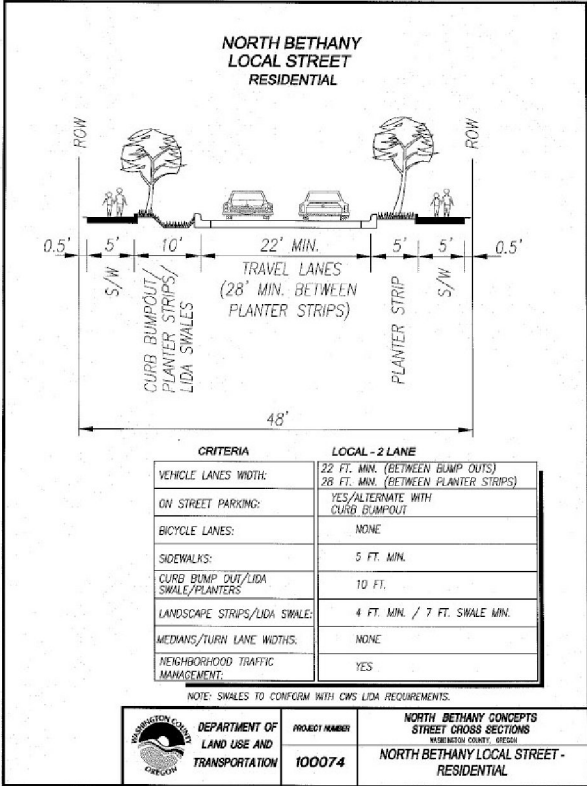 NORTH BETHANY
LOCAL STREET
RESIDENTIAL
ROW
ROW
0.5' 5' 10' 22' MIN. 5' 5' 0.5'
S/W
CURB BUMPOUT/
PLANTER STRIPS/
LIDA SWALES
TRAVEL LANES
(28' MIN. BETWEEN
PLANTER STRIPS)
PLANTER STRIP
S/W
48'
CRITERIA LOCAL - 2 LANE
VEHICLE LANES WIDTH: 22 FT. MIN. (BETWEEN BUMP OUTS)
28 FT. MIN. (BETWEEN PLANTER STRIPS)
ON STREET PARKING: YES/ALTERNATE WITH
CURB BUMPOUT
BICYCLE LANES: NONE
SIDEWALKS: 5 FT. MIN.
CURB BUMP OUT/LIDA
SWALE/PLANTERS 10 FT.
LANDSCAPE STRIPS/LIDA SWALE: 4 FT. MIN. / 7 FT. SWALE MIN.
MEDIANS/TURN LANE WIDTHS. NONE
NEIGHBORHOOD TRAFFIC
MANAGEMENT: YES
NOTE: SWALES TO CONFORM WITH CWS LIDA REQUIREMENTS.
WASHINGTON COUNTY
OREGON
DEPARTMENT OF
LAND USE AND
TRANSPORTATION
PROJECT NUMBER
100074
NORTH BETHANY CONCEPTS
STREET CROSS SECTIONS
WASHINGTON COUNTY, OREGON
NORTH BETHANY LOCAL STREET -
RESIDENTIAL